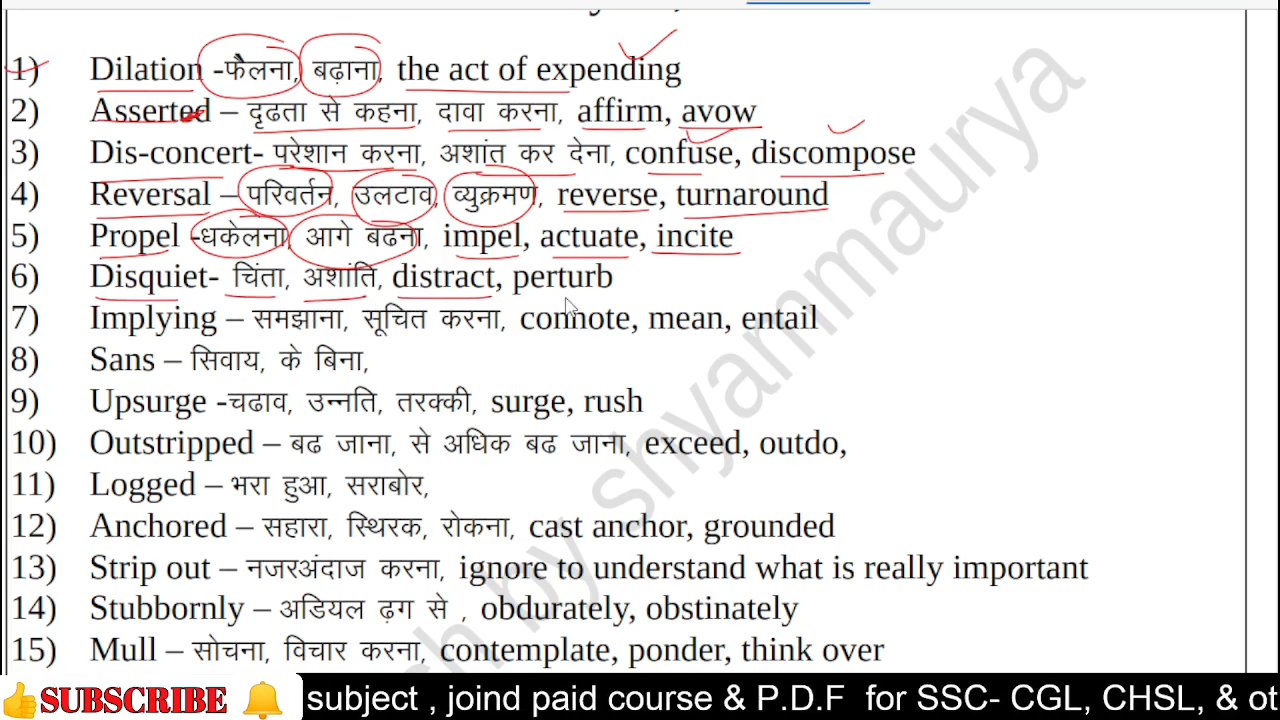 1) Dilation -फैलना, बढ़ाना, the act of expending
2) Asserted – दृढता से कहना, दावा करना, affirm, avow
3) Dis-concert- परेशान करना, अशांत कर देना, confuse, discompose
4) Reversal – परिवर्तन, उलटाव, व्युक्रमण, reverse, turnaround
5) Propel -धकेलना, आगे बढना, impel, actuate, incite
6) Disquiet- चिंता, अशांति, distract, perturb
7) Implying – समझाना, सूचित करना, connote, mean, entail
8) Sans – सिवाय, के बिना,
9) Upsurge -चढाव, उन्नति, तरक्की, surge, rush
10) Outstripped – बढ जाना, से अधिक बढ जाना, exceed, outdo,
11) Logged – भरा हुआ, सराबोर,
12) Anchored – सहारा, स्थिरक, रोकना, cast anchor, grounded
13) Strip out – नजरअंदाज करना, ignore to understand what is really important
14) Stubbornly – अडियल ढ़ग से , obdurately, obstinately
15) Mull – सोचना, विचार करना, contemplate, ponder, think over
by shyammaurya
SUBSCRIBE subject , joind paid course & P.D.F for SSC- CGL, CHSL, & ot